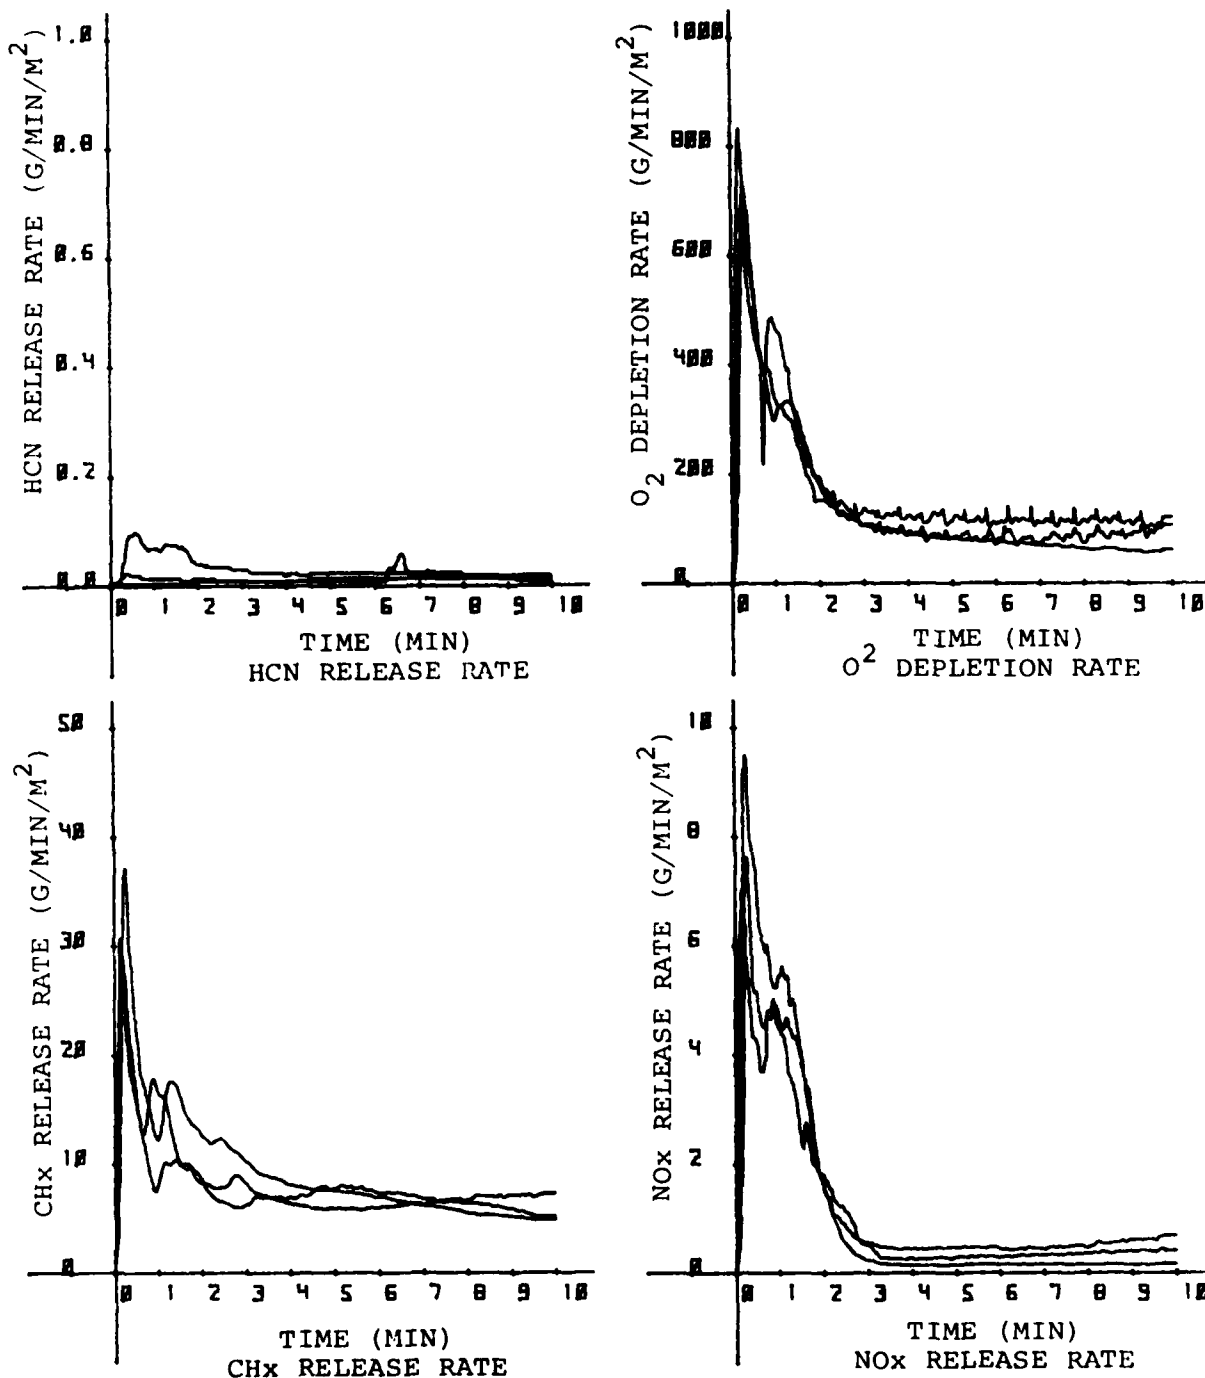 HCN RELEASE RATE (G/MIN/M²)
1.0
0.8
0.6
0.4
0.2
0.0
0 1 2 3 4 5 6 7 8 9 10
TIME (MIN)
HCN RELEASE RATE
O₂ DEPLETION RATE (G/MIN/M²)
1000
800
600
400
200
0
0 1 2 3 4 5 6 7 8 9 10
TIME (MIN)
O² DEPLETION RATE
CHx RELEASE RATE (G/MIN/M²)
50
40
30
20
10
0
0 1 2 3 4 5 6 7 8 9 10
TIME (MIN)
CHx RELEASE RATE
NOx RELEASE RATE (G/MIN/M²)
10
8
6
4
2
0
0 1 2 3 4 5 6 7 8 9 10
TIME (MIN)
NOx RELEASE RATE